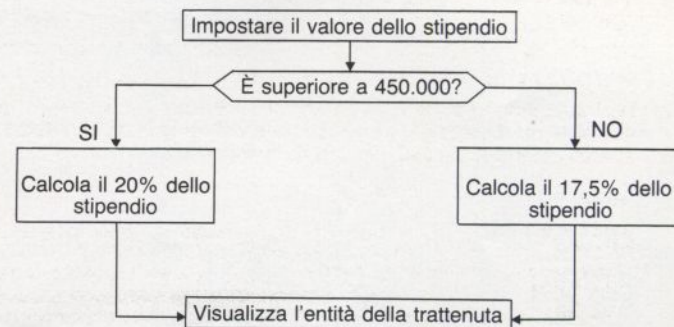 Impostare il valore dello stipendio
È superiore a 450.000?
SI
NO
Calcola il 20% dello
stipendio
Calcola il 17,5% dello
stipendio
Visualizza l'entità della trattenuta